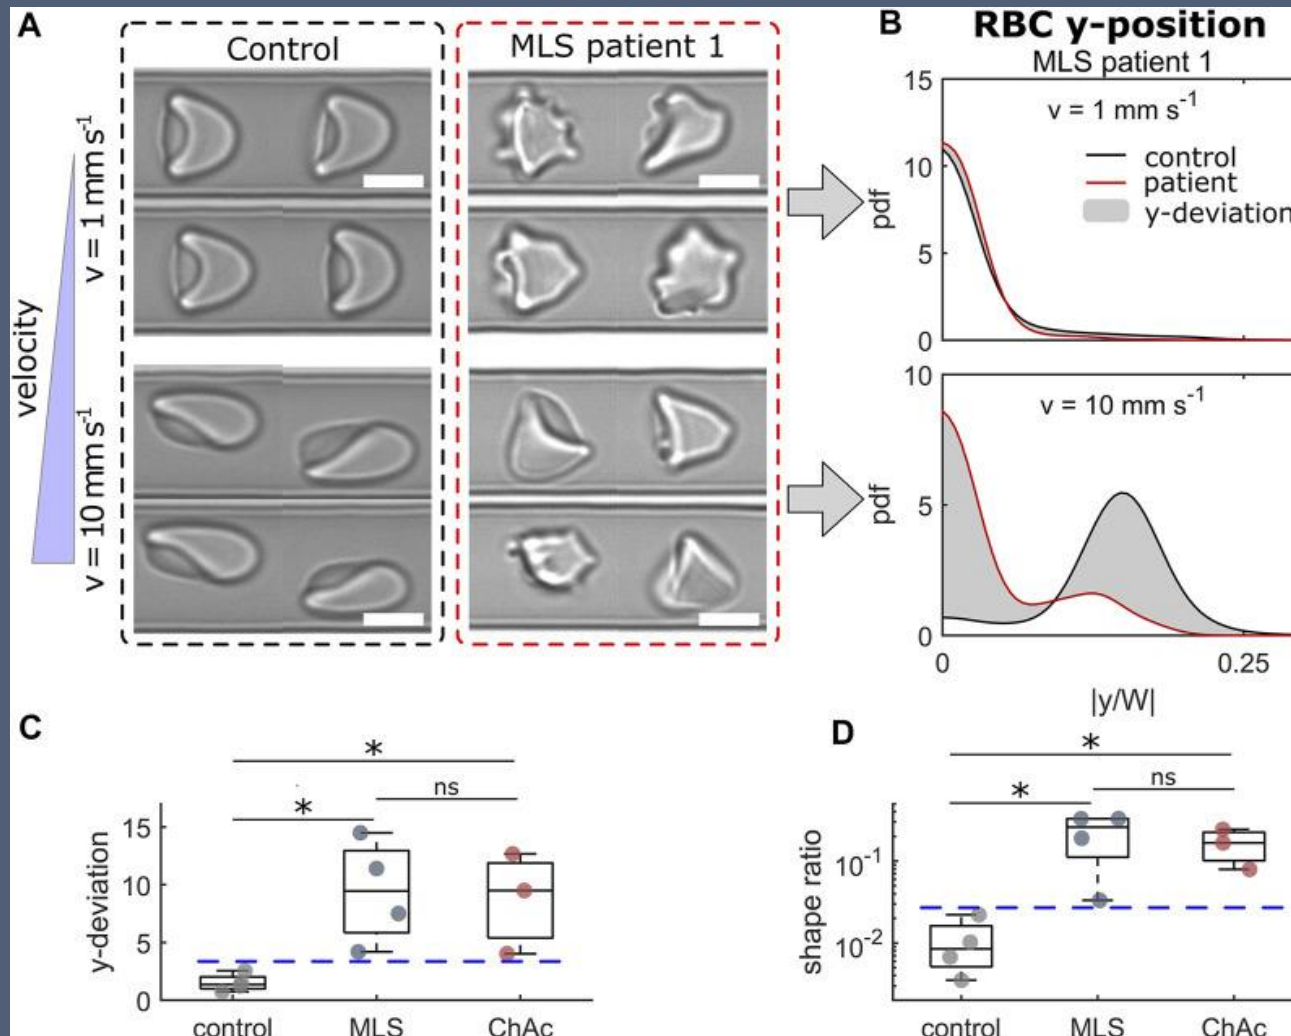 A
Control
MLS patient 1
velocity
v = 1 mm s⁻¹
v = 10 mm s⁻¹
B
RBC y-position
MLS patient 1
v = 1 mm s⁻¹
control
patient
y-deviation
pdf
15
10
5
0
v = 10 mm s⁻¹
pdf
10
5
0
0 0.25
|y/W|
C
*
* ns
y-deviation
15
10
5
0
control MLS ChAc
D
*
* ns
shape ratio
10⁻¹
10⁻²
control MLS ChAc